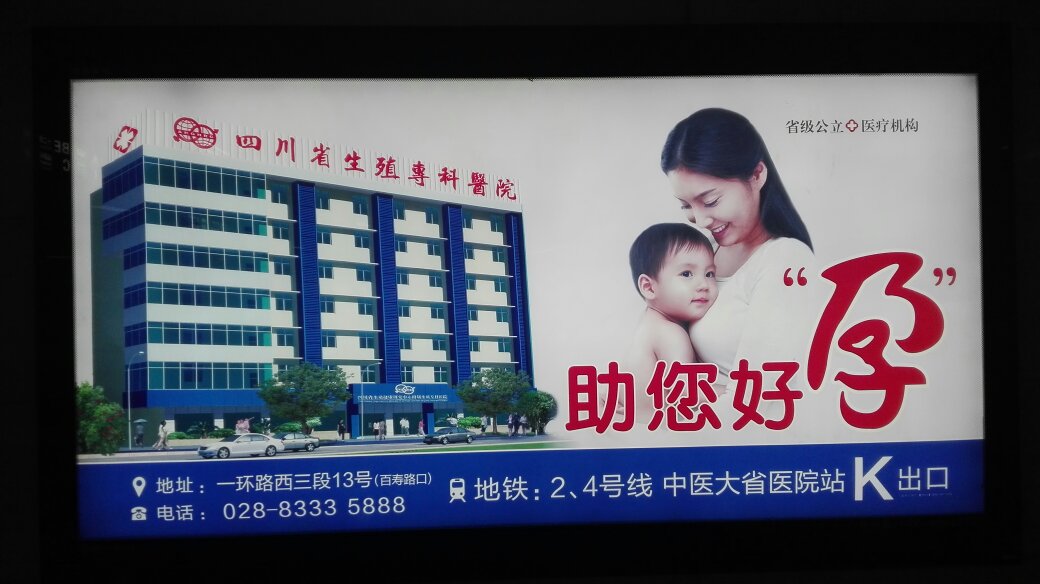 四川省生殖專科醫院
省级公立 医疗机构
助您好“孕”
地址：一环路西三段13号(百寿路口)
电话：028-8333 5888
地铁：2、4号线 中医大省医院站 K出口